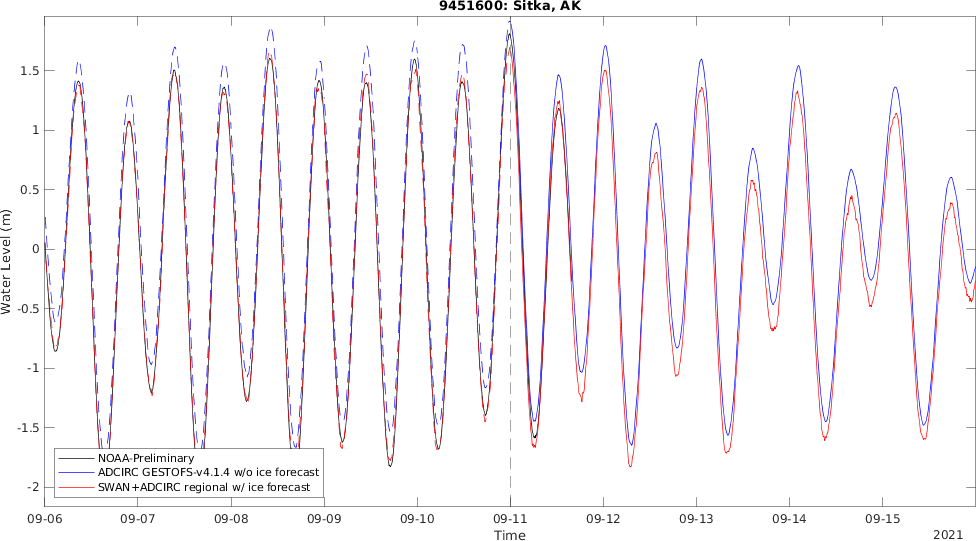 9451600: Sitka, AK
Water Level (m)
1.5
1
0.5
0
-0.5
-1
-1.5
-2
NOAA-Preliminary
ADCIRC GESTOFS-v4.1.4 w/o ice forecast
SWAN+ADCIRC regional w/ ice forecast
09-06 09-07 09-08 09-09 09-10 09-11 09-12 09-13 09-14 09-15
Time
2021